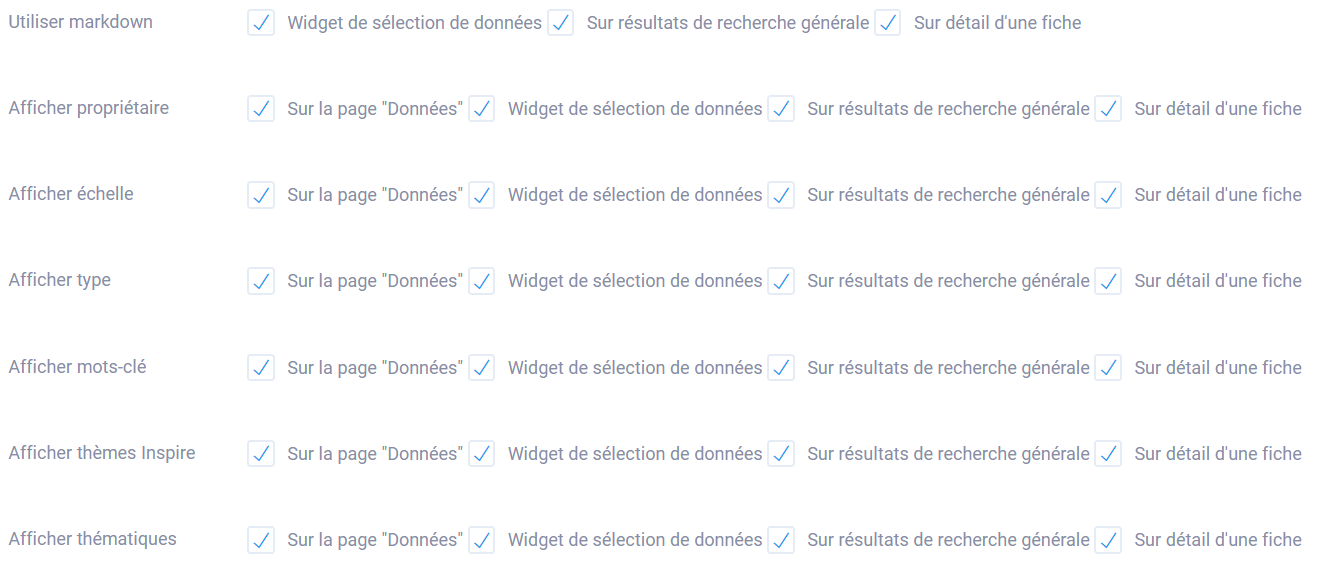 Utiliser markdown Widget de sélection de données Sur résultats de recherche générale Sur détail d'une fiche
Afficher propriétaire Sur la page "Données" Widget de sélection de données Sur résultats de recherche générale Sur détail d'une fiche
Afficher échelle Sur la page "Données" Widget de sélection de données Sur résultats de recherche générale Sur détail d'une fiche
Afficher type Sur la page "Données" Widget de sélection de données Sur résultats de recherche générale Sur détail d'une fiche
Afficher mots-clé Sur la page "Données" Widget de sélection de données Sur résultats de recherche générale Sur détail d'une fiche
Afficher thèmes Inspire Sur la page "Données" Widget de sélection de données Sur résultats de recherche générale Sur détail d'une fiche
Afficher thématiques Sur la page "Données" Widget de sélection de données Sur résultats de recherche générale Sur détail d'une fiche